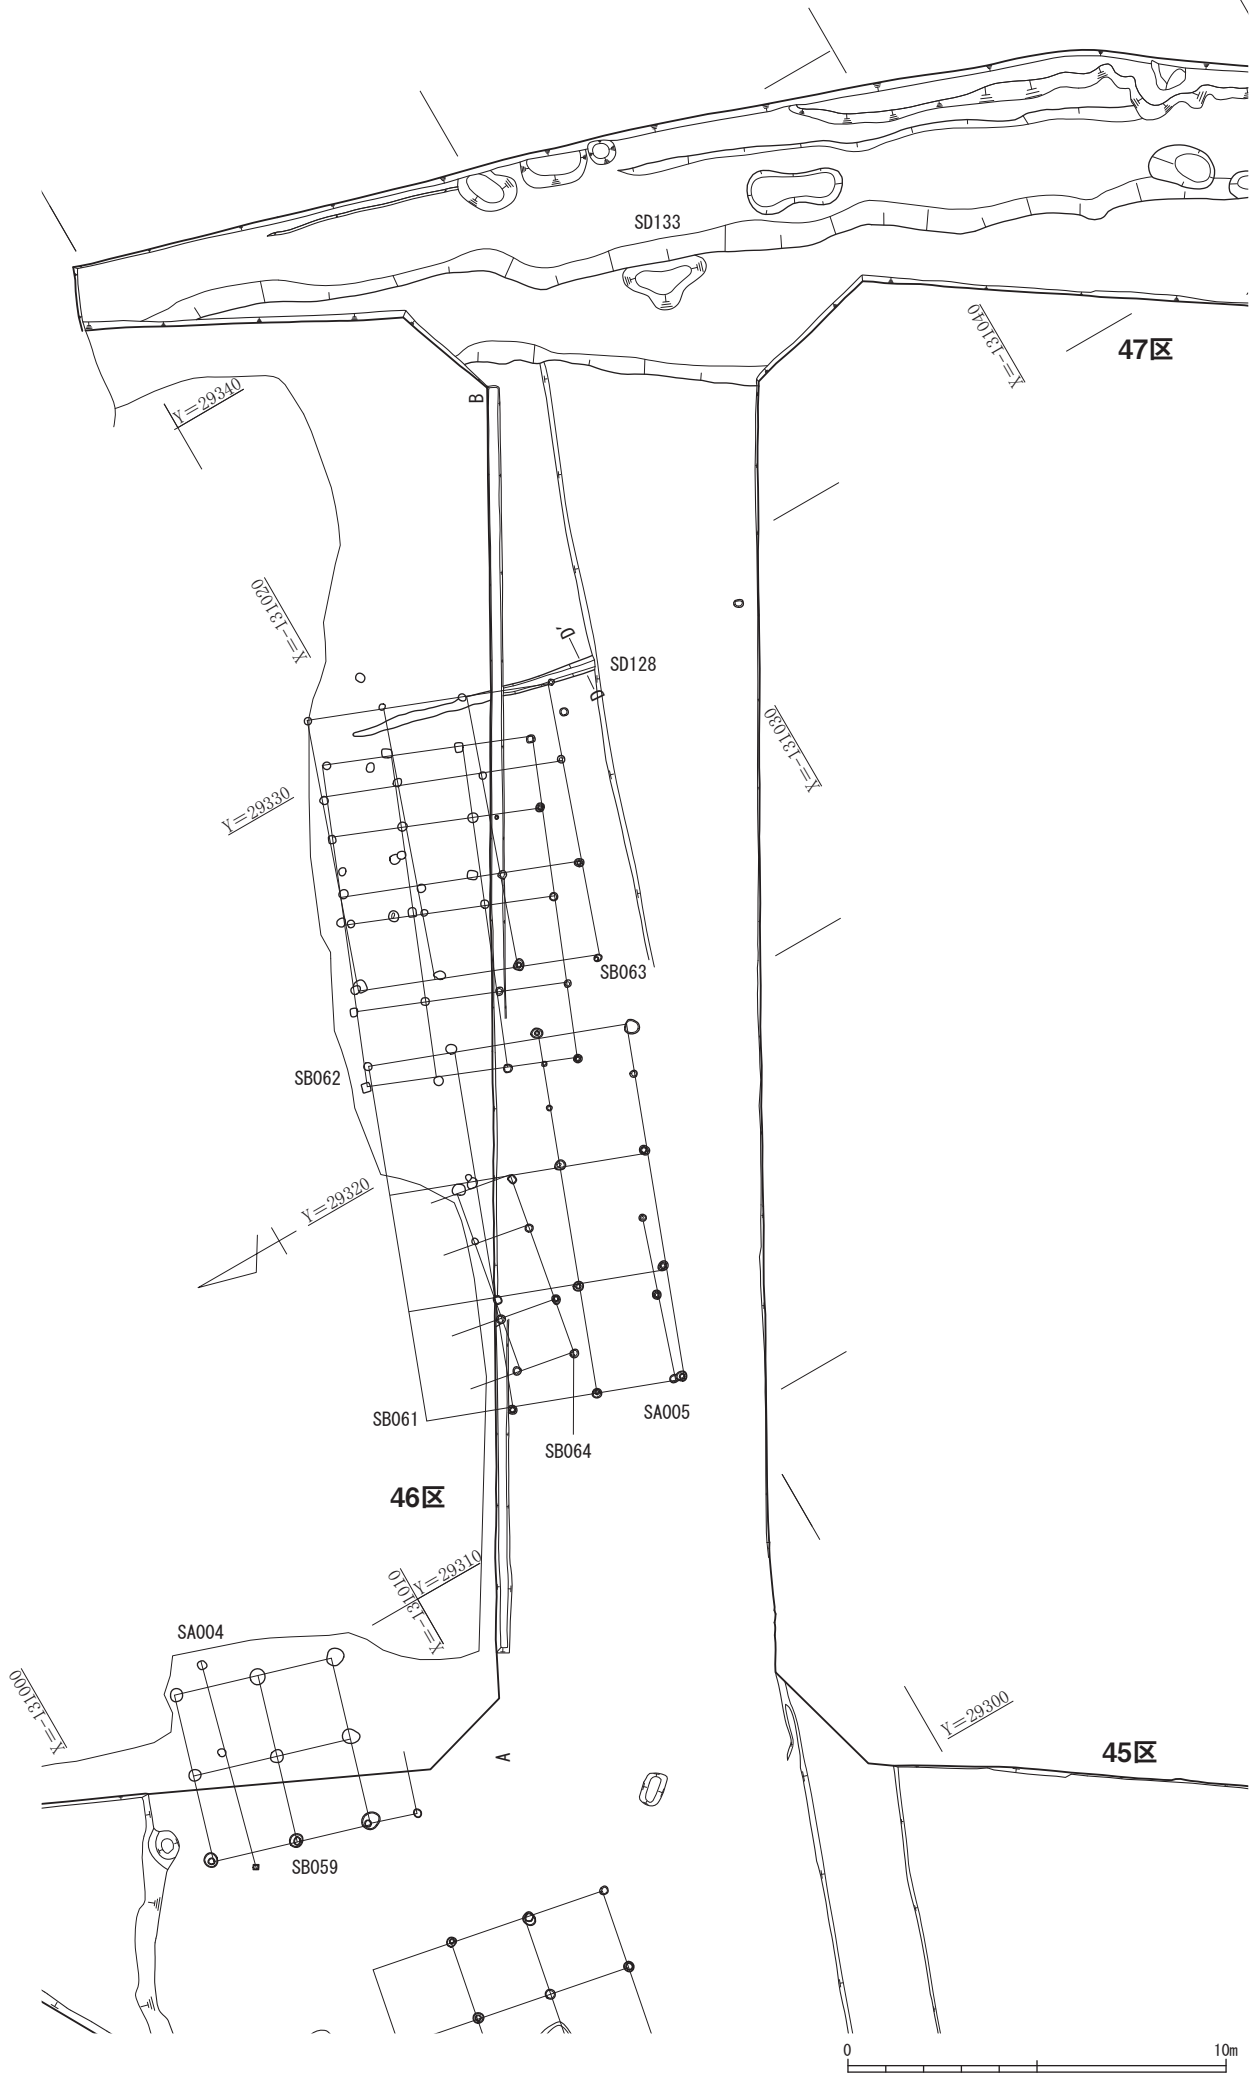 SD133
X=-131040
47区
Y=29340
B
X=-131020
D'
SD128
D
X=-131030
Y=29330
SB063
SB062
Y=29320
SB061
SA005
SB064
46区
Y=29310
X=-131010
SA004
X=-131000
Y=29300
A
45区
SB059
0
10m